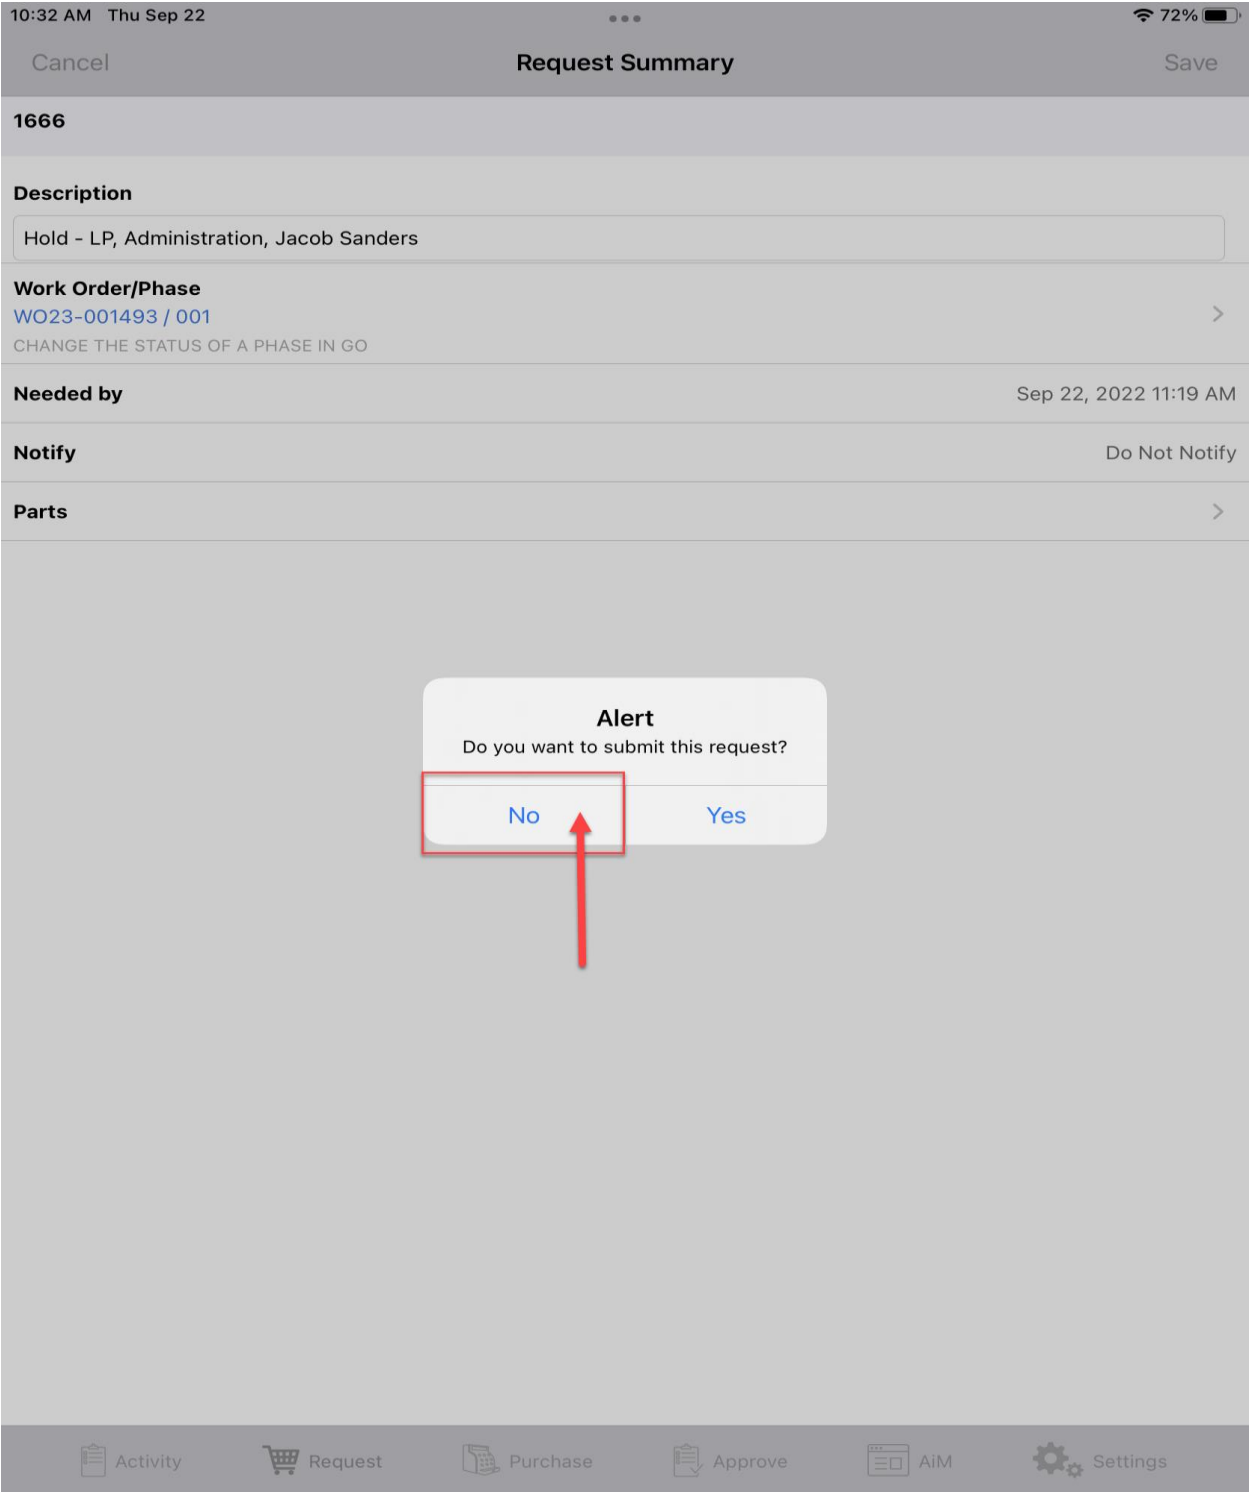 10:32 AM Thu Sep 22
72%
Cancel Request Summary Save
1666
Description
Hold - LP, Administration, Jacob Sanders
Work Order/Phase
WO23-001493 / 001
CHANGE THE STATUS OF A PHASE IN GO
Needed by Sep 22, 2022 11:19 AM
Notify Do Not Notify
Parts
Alert
Do you want to submit this request?
No Yes
Activity Request Purchase Approve AiM Settings